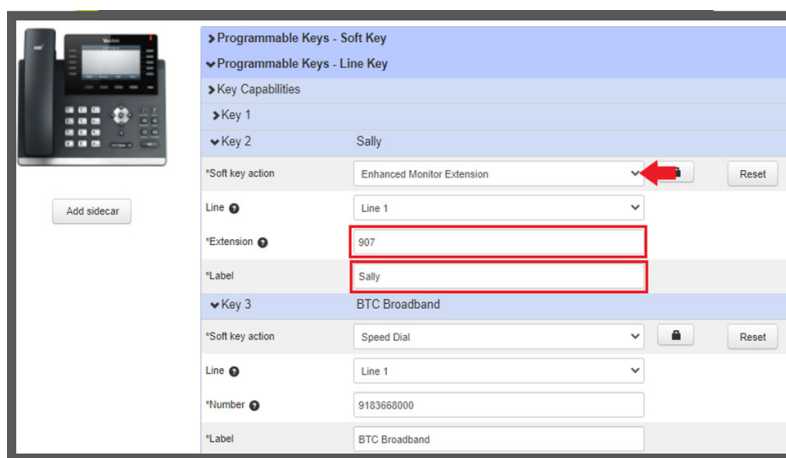 Programmable Keys - Soft Key
Programmable Keys - Line Key
Key Capabilities
Key 1
Key 2 Sally
*Soft key action Enhanced Monitor Extension Reset
Line Line 1
*Extension 907
*Label Sally
Key 3 BTC Broadband
*Soft key action Speed Dial Reset
Line Line 1
*Number 9183668000
*Label BTC Broadband
Add sidecar